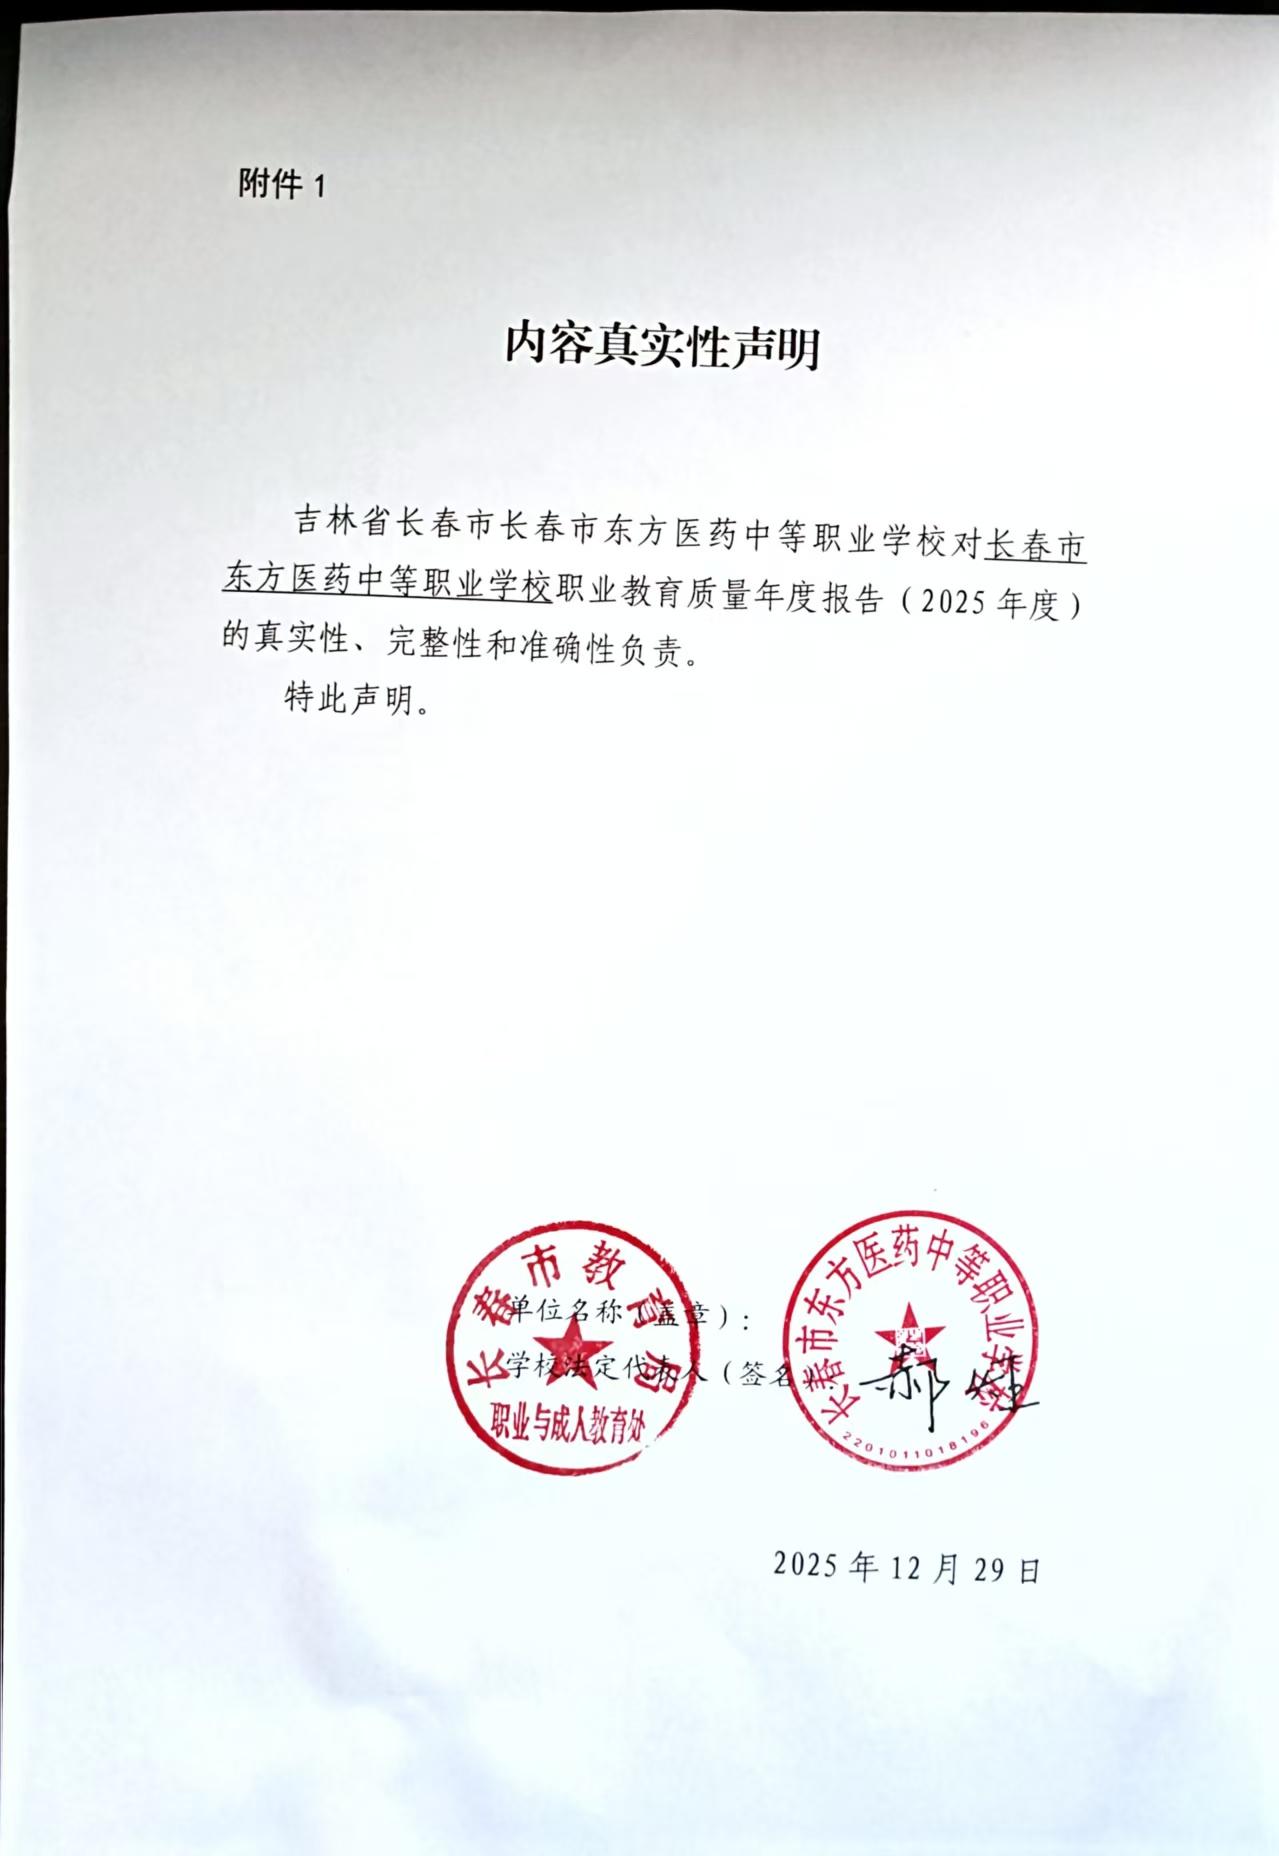 附件 1
内容真实性声明
吉林省长春市长春市东方医药中等职业学校对长春市
东方医药中等职业学校职业教育质量年度报告（2025 年度）
的真实性、完整性和准确性负责。
特此声明。
单位名称（盖章）：
学校法定代表人（签名）：
长春市教育局
职业与成人教育处
长春市东方医药中等职业学校
2201011018196
郝
2025 年 12 月 29 日